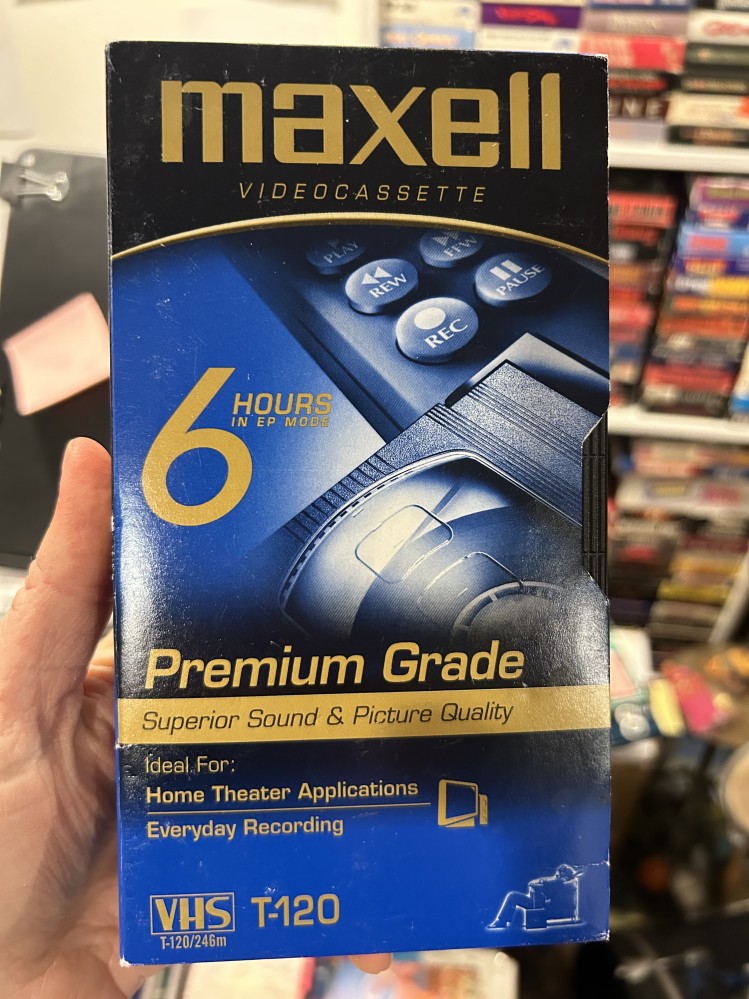 maxell
VIDEOCASSETTE
PLAY
FFW
REW
PAUSE
REC
6 HOURS
IN EP MODE
Premium Grade
Superior Sound & Picture Quality
Ideal For:
Home Theater Applications
Everyday Recording
VHS T-120
T-120/246m